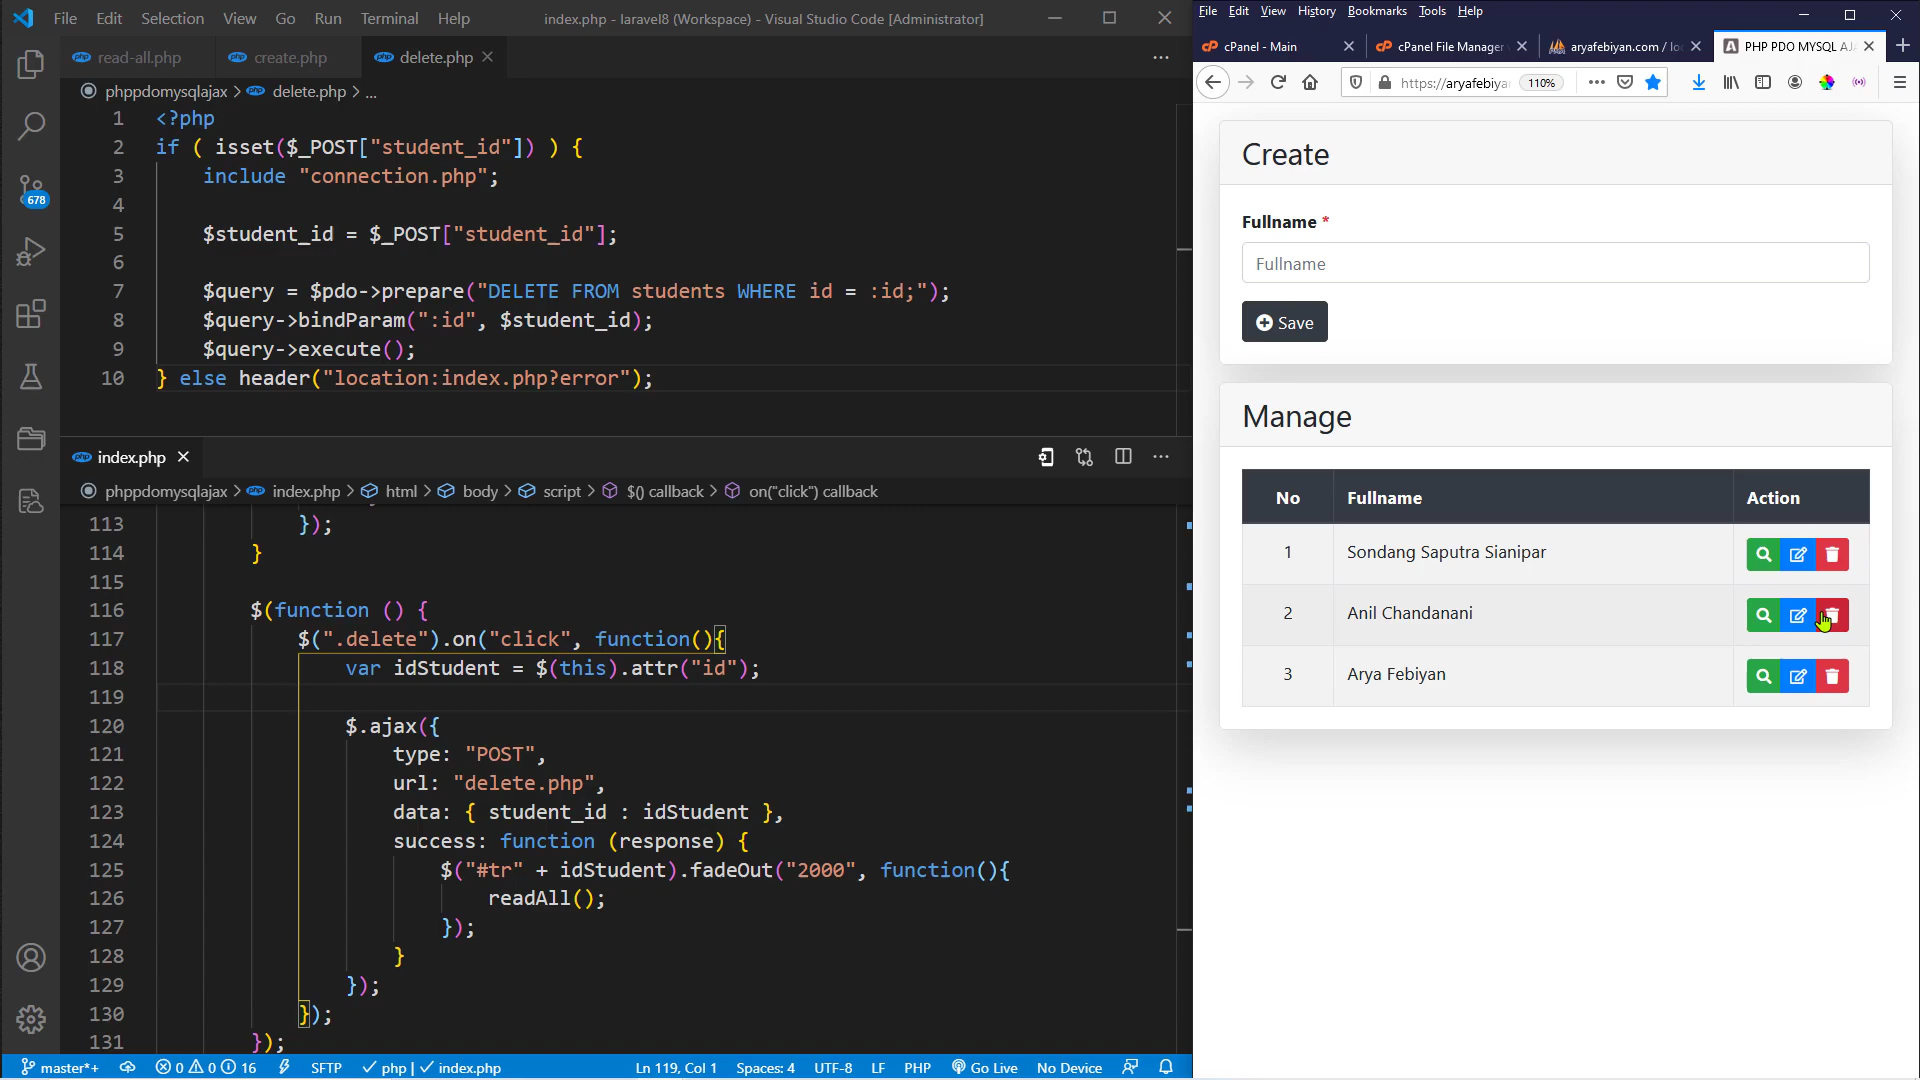 File Edit Selection View Go Run Terminal Help index.php - laravel8 (Workspace) - Visual Studio Code [Administrator]
read-all.php create.php delete.php
phppdomysqlajax > delete.php > ...
1 <?php
2 if ( isset($_POST["student_id"]) ) {
3 include "connection.php";
4
5 $student_id = $_POST["student_id"];
6
7 $query = $pdo->prepare("DELETE FROM students WHERE id = :id;");
8 $query->bindParam(":id", $student_id);
9 $query->execute();
10 } else header("location:index.php?error");
index.php
phppdomysqlajax > index.php > html > body > script > $() callback > on("click") callback
113 });
114 }
115
116 $(function () {
117 $(".delete").on("click", function(){
118 var idStudent = $(this).attr("id");
119
120 $.ajax({
121 type: "POST",
122 url: "delete.php",
123 data: { student_id : idStudent },
124 success: function (response) {
125 $("#tr" + idStudent).fadeOut("2000", function(){
126 readAll();
127 });
128 }
129 });
130 });
131 });
678
master*+ 0 0 16 SFTP php | index.php Ln 119, Col 1 Spaces: 4 UTF-8 LF PHP Go Live No Device
File Edit View History Bookmarks Tools Help
cPanel - Main cPanel File Manager aryafebiyan.com / lo PHP PDO MYSQL AJA
https://aryafebiya 110%
Create
Fullname *
Fullname
Save
Manage
No Fullname Action
1 Sondang Saputra Sianipar
2 Anil Chandanani
3 Arya Febiyan